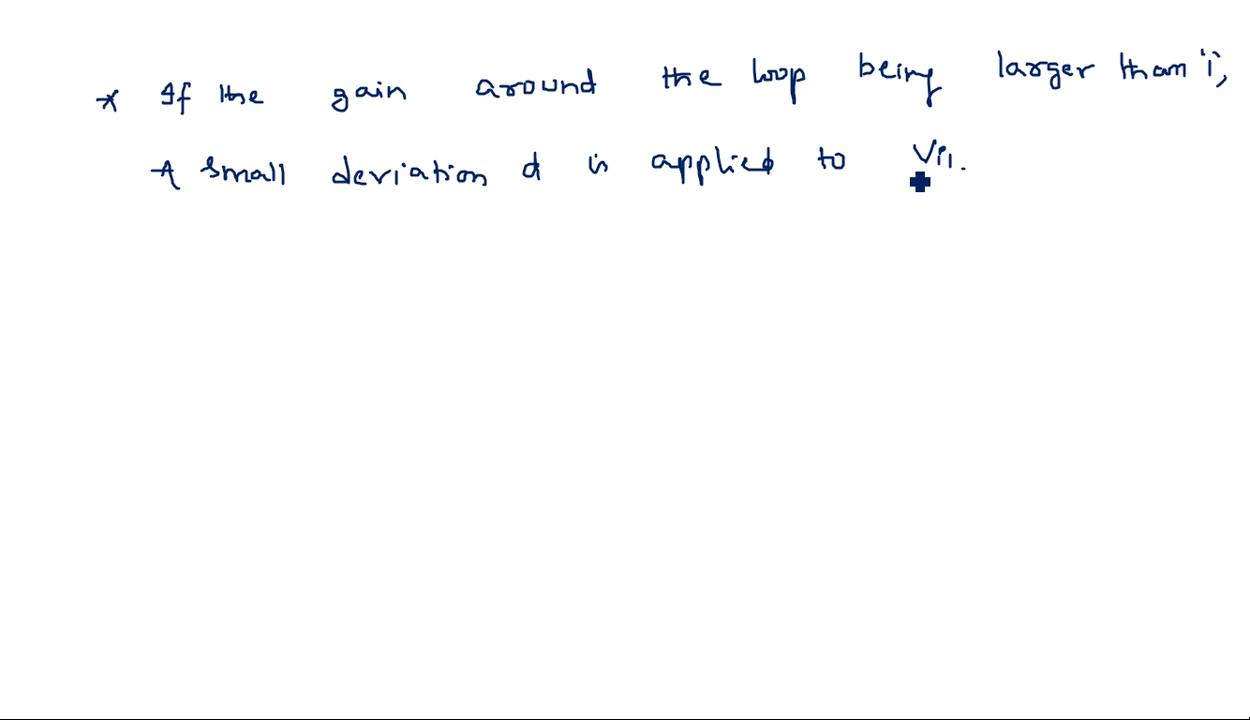 * If the gain around the loop being larger than '1',
A small deviation d is applied to Vi1.